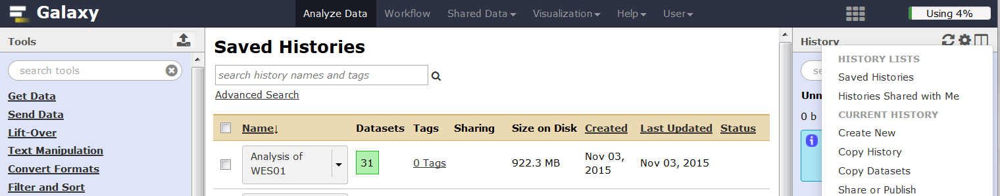 Galaxy
Analyze Data Workflow Shared Data Visualization Help User
Using 4%
Tools
search tools
Get Data
Send Data
Lift-Over
Text Manipulation
Convert Formats
Filter and Sort
Saved Histories
search history names and tags
Advanced Search
Name↓ Datasets Tags Sharing Size on Disk Created Last Updated Status
Analysis of
WES01
31 0 Tags 922.3 MB
Nov 03,
2015
Nov 03, 2015
History
se
Unn
0 b
HISTORY LISTS
Saved Histories
Histories Shared with Me
CURRENT HISTORY
Create New
Copy History
Copy Datasets
Share or Publish